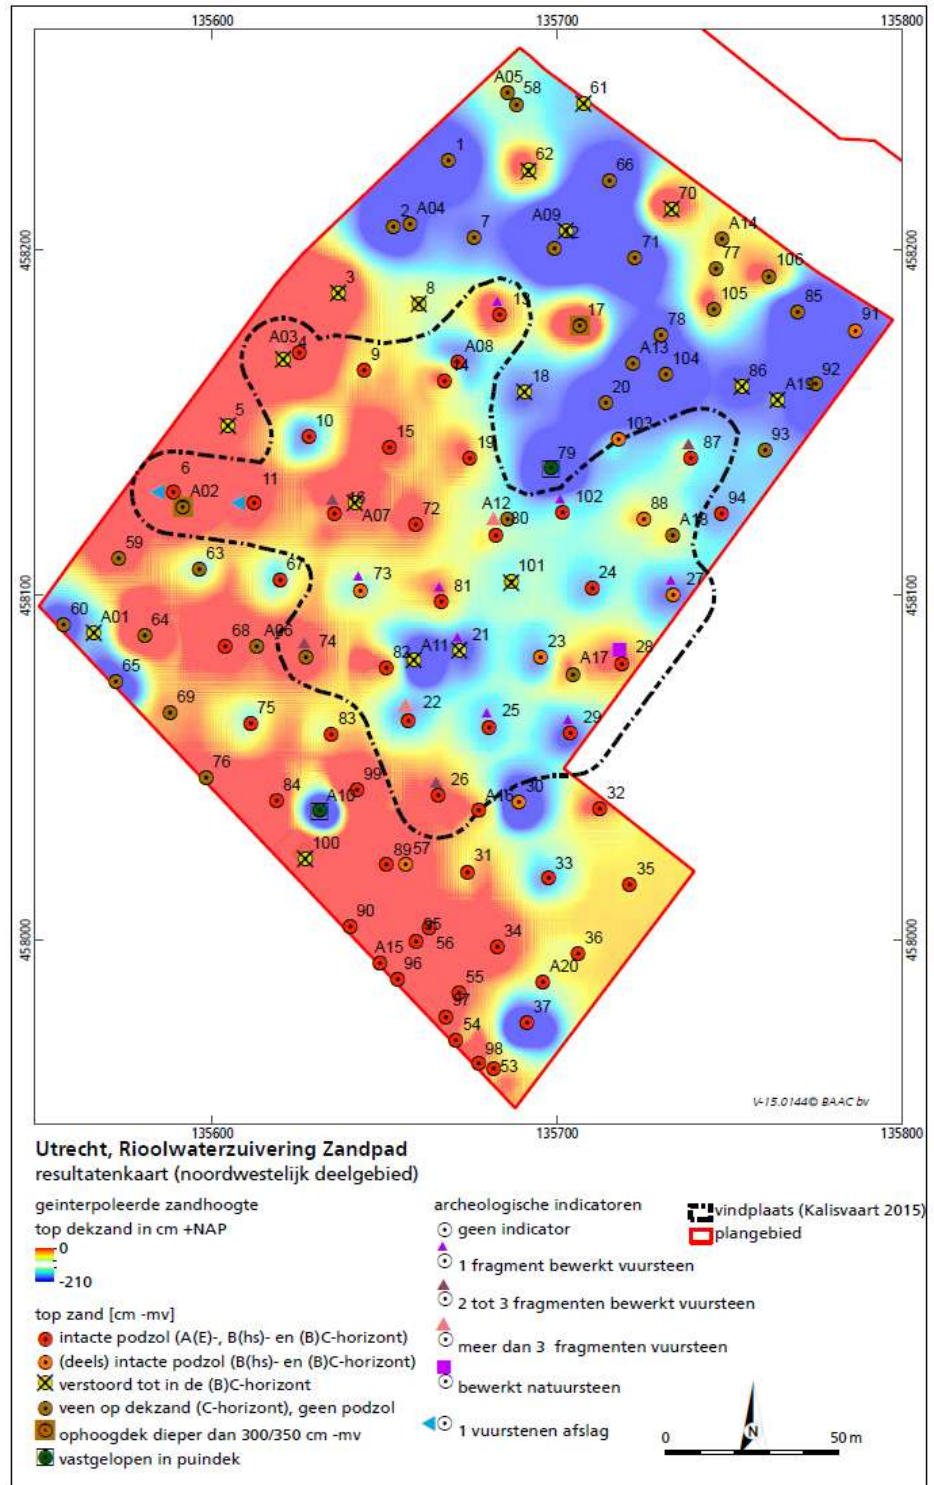 135600 135700 135800
A05
58
61
1
62
66
70
2 A04
7
A09
A14
458200
458200
71
77
106
3
8
13
17
105
85
91
78
A03 4
9
A08
14
A13
104
18
20
86
A19
92
5
10
15
19
103
79
87
93
6
11
A02
16
A07
72
A12
80
102
88
A18
94
59
63
67
73
81
101
24
27
458100
458100
60
A01
64
68
A06
74
82
A11
21
23
A17
28
65
69
75
83
22
25
29
76
84
A10
99
26
A16
30
32
100
89
57
31
33
35
90
95
56
34
36
458000
458000
A15
96
55
A20
97
37
54
98
53
V-15.0144© BAAC bv
135600 135700 135800
Utrecht, Rioolwaterzuivering Zandpad
resultatenkaart (noordwestelijk deelgebied)
geinterpoleerde zandhoogte
top dekzand in cm +NAP
0
-210
top zand [cm -mv]
intacte podzol (A(E)-, B(hs)- en (B)C-horizont)
(deels) intacte podzol (B(hs)- en (B)C-horizont)
verstoord tot in de (B)C-horizont
veen op dekzand (C-horizont), geen podzol
ophoogdek dieper dan 300/350 cm -mv
vastgelopen in puindek
archeologische indicatoren
geen indicator
1 fragment bewerkt vuursteen
2 tot 3 fragmenten bewerkt vuursteen
meer dan 3 fragmenten vuursteen
bewerkt natuursteen
1 vuurstenen afslag
vindplaats (Kalisvaart 2015)
plangebied
0 50 m
N